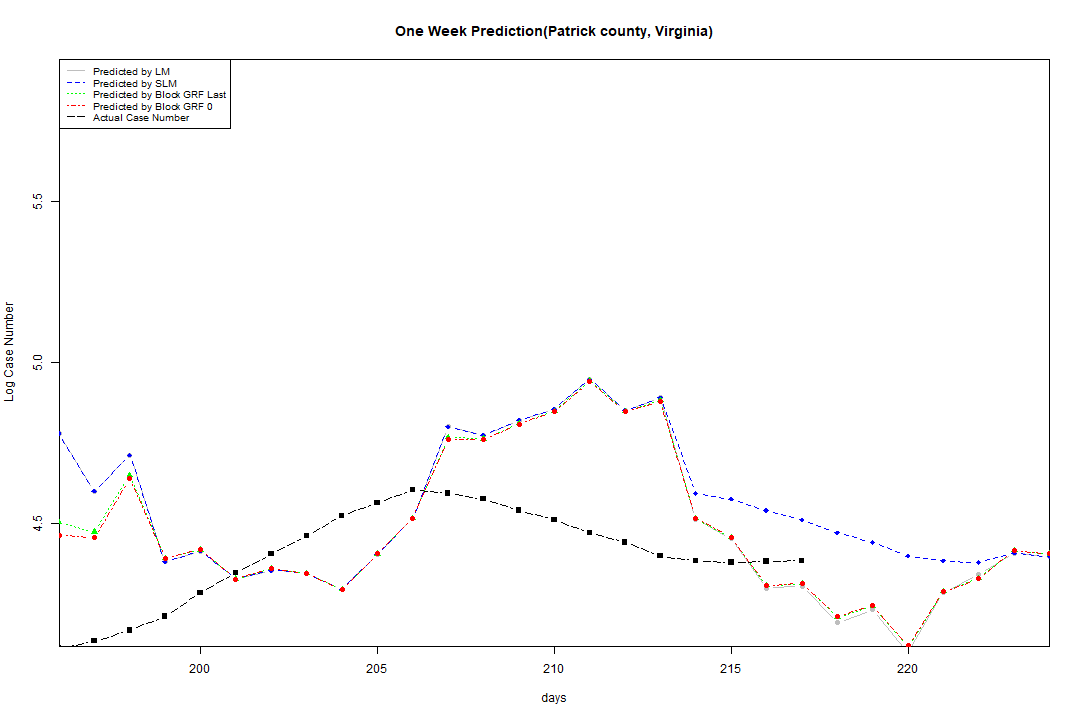 One Week Prediction(Patrick county, Virginia)
Predicted by LM
Predicted by SLM
Predicted by Block GRF Last
Predicted by Block GRF 0
Actual Case Number
5.5
5.0
4.5
Log Case Number
200
205
210
215
220
days